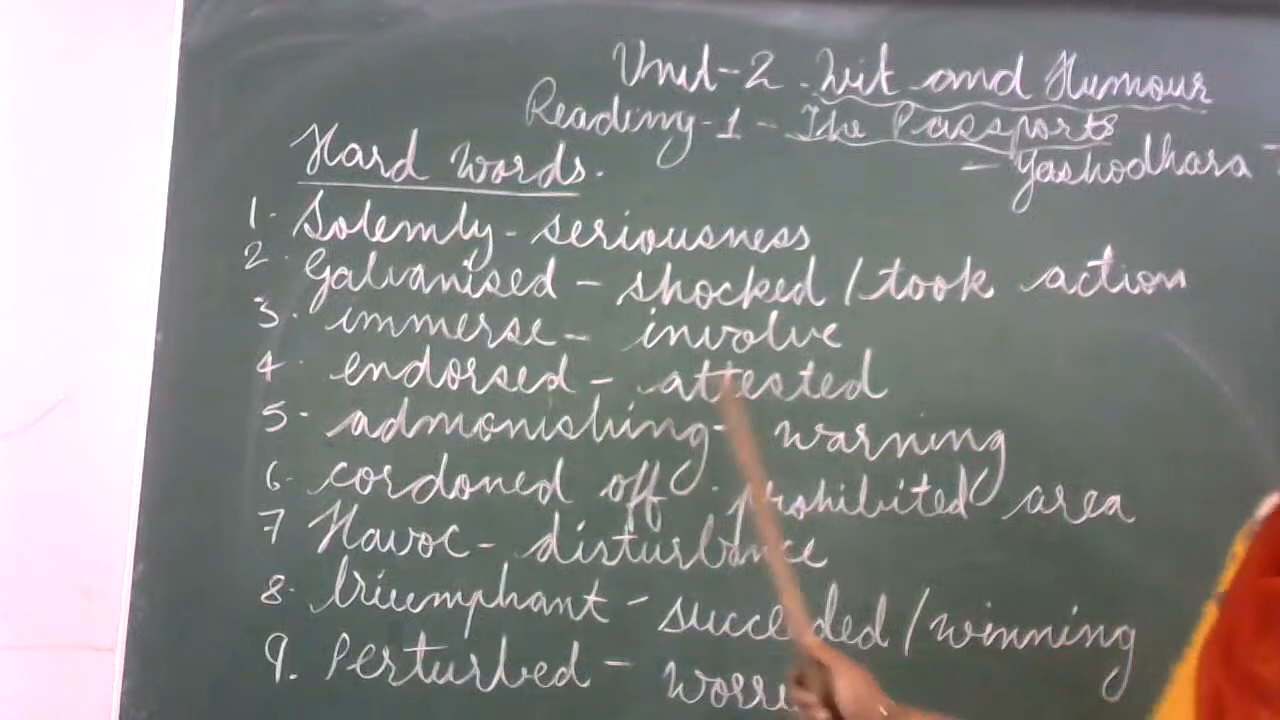 Unit-2. Wit and Humour
Reading-1 - The Passports
- Yashodhara
Hard Words.
1. Solemly - seriousness
2. Galvanised - shocked / took action
3. immerse - involve
4. endorsed - attested
5. admonishing - warning
6. cordoned off - prohibited area
7 Havoc - disturbance
8. triumphant - succeeded / winning
9. Perturbed -